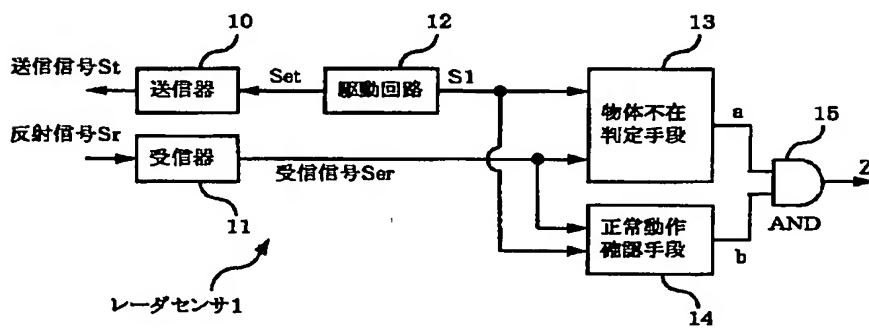 10
12
13
送信信号St
送信器
Set
駆動回路
S1
物体不在
判定手段
a
15
反射信号Sr
受信器
受信信号Ser
Z
AND
11
正常動作
確認手段
b
レーダセンサ1
14